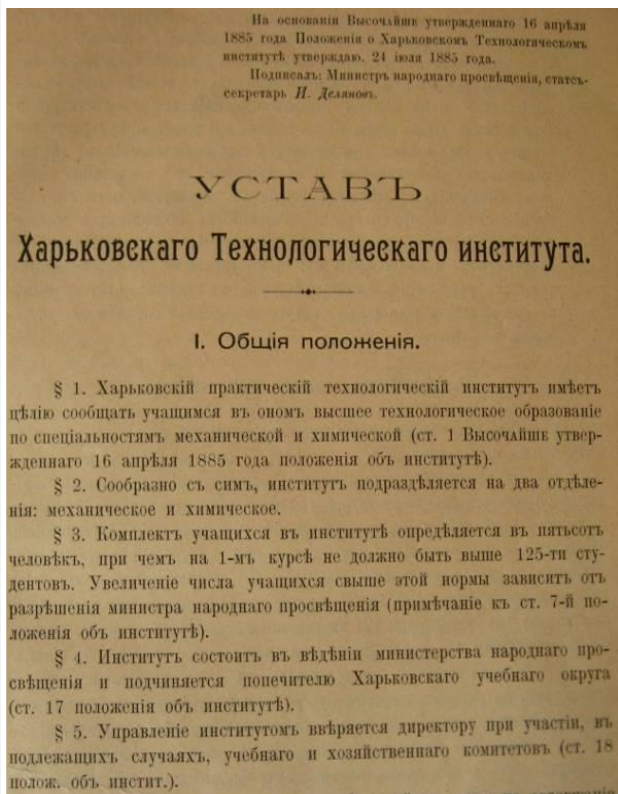 На основаніи Высочайше утвержденнаго 16 апрѣля
1885 года Положенія о Харьковскомъ Технологическомъ
институтѣ утверждаю. 24 іюля 1885 года.
Подписалъ: Министръ народнаго просвѣщенія, статсъ-
секретарь И. Деляновъ.
УСТАВЪ
Харьковскаго Технологическаго института.
I. Общія положенія.
§ 1. Харьковскій практическій технологическій институтъ имѣетъ
цѣлію сообщать учащимся въ ономъ высшее технологическое образованіе
по спеціальностямъ механической и химической (ст. 1 Высочайше утвер-
жденнаго 16 апрѣля 1885 года положенія объ институтѣ).
§ 2. Сообразно съ симъ, институтъ подраздѣляется на два отдѣле-
нія: механическое и химическое.
§ 3. Комплектъ учащихся въ институтѣ опредѣляется въ пятьсотъ
человѣкъ, при чемъ на 1-мъ курсѣ не должно быть выше 125-ти сту-
дентовъ. Увеличеніе числа учащихся свыше этой нормы зависитъ отъ
разрѣшенія министра народнаго просвѣщенія (примѣчаніе къ ст. 7-й по-
ложенія объ институтѣ).
§ 4. Институтъ состоитъ въ вѣдѣніи министерства народнаго про-
свѣщенія и подчиняется попечителю Харьковскаго учебнаго округа
(ст. 17 положенія объ институтѣ).
§ 5. Управленіе институтомъ ввѣряется директору при участіи, въ
подлежащихъ случаяхъ, учебнаго и хозяйственнаго комитетовъ (ст. 18
полож. объ инстит.).